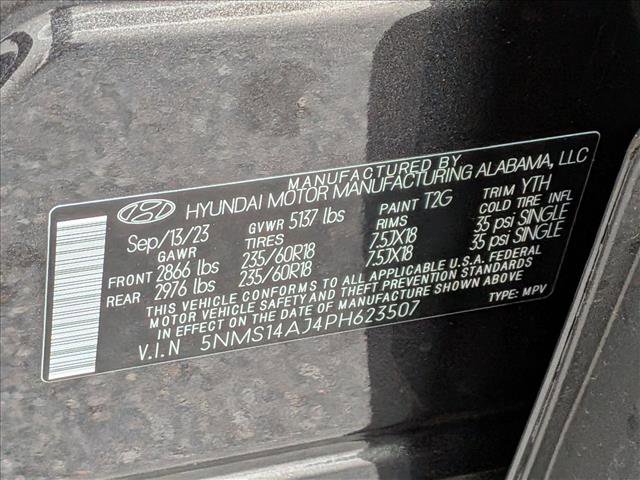 MANUFACTURED BY
HYUNDAI MOTOR MANUFACTURING ALABAMA, LLC
Sep/13/23 GVWR 5137 lbs PAINT T2G TRIM YTH
GAWR TIRES RIMS COLD TIRE INFL
FRONT 2866 lbs 235/60R18 7.5JX18 35 psi SINGLE
REAR 2976 lbs 235/60R18 7.5JX18 35 psi SINGLE
THIS VEHICLE CONFORMS TO ALL APPLICABLE U.S.A. FEDERAL
MOTOR VEHICLE SAFETY AND THEFT PREVENTION STANDARDS
IN EFFECT ON THE DATE OF MANUFACTURE SHOWN ABOVE
V.I.N 5NMS14AJ4PH623507 TYPE: MPV